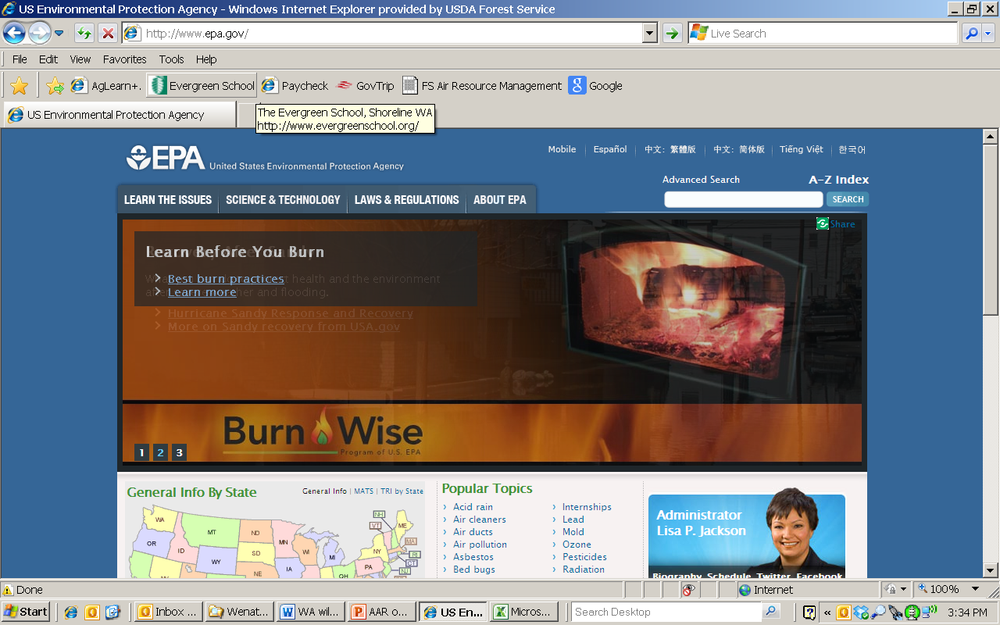 US Environmental Protection Agency - Windows Internet Explorer provided by USDA Forest Service
http://www.epa.gov/
Live Search
File Edit View Favorites Tools Help
AgLearn+. Evergreen School Paycheck GovTrip FS Air Resource Management Google
US Environmental Protection Agency
The Evergreen School, Shoreline WA
http://www.evergreenschool.org/
Mobile Español 中文: 繁體版 中文: 简体版 Tiếng Việt 한국어
EPA United States Environmental Protection Agency
Advanced Search A-Z Index
SEARCH
LEARN THE ISSUES SCIENCE & TECHNOLOGY LAWS & REGULATIONS ABOUT EPA
Share
Learn Before You Burn
› Best burn practices
health and the environment
› Learn more
and flooding.
› Hurricane Sandy Response and Recovery
› More on Sandy recovery from USA.gov
Burn Wise
Program of U.S. EPA
1 2 3
General Info By State
General Info | MATS | TRI by State
WA MT ND MN OR ID SD WI WY MI NE IA NY PA NH VT ME MA RI CT NJ OH
Popular Topics
› Acid rain
› Air cleaners
› Air ducts
› Air pollution
› Asbestos
› Bed bugs
› Internships
› Lead
› Mold
› Ozone
› Pesticides
› Radiation
Administrator
Lisa P. Jackson
Biography Schedule Twitter Facebook
Done Internet 100%
Start Inbox ... Wenat... WA wil... AAR o... US En... Micros... Search Desktop « 3:34 PM